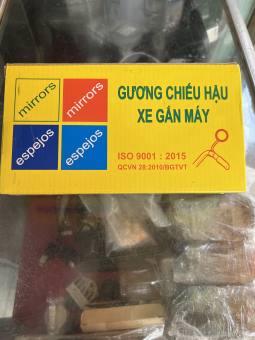 mirrors
mirrors
espejos
espejos
GƯƠNG CHIẾU HẬU
XE GẮN MÁY
ISO 9001 : 2015
QCVN 28:2010/BGTVT